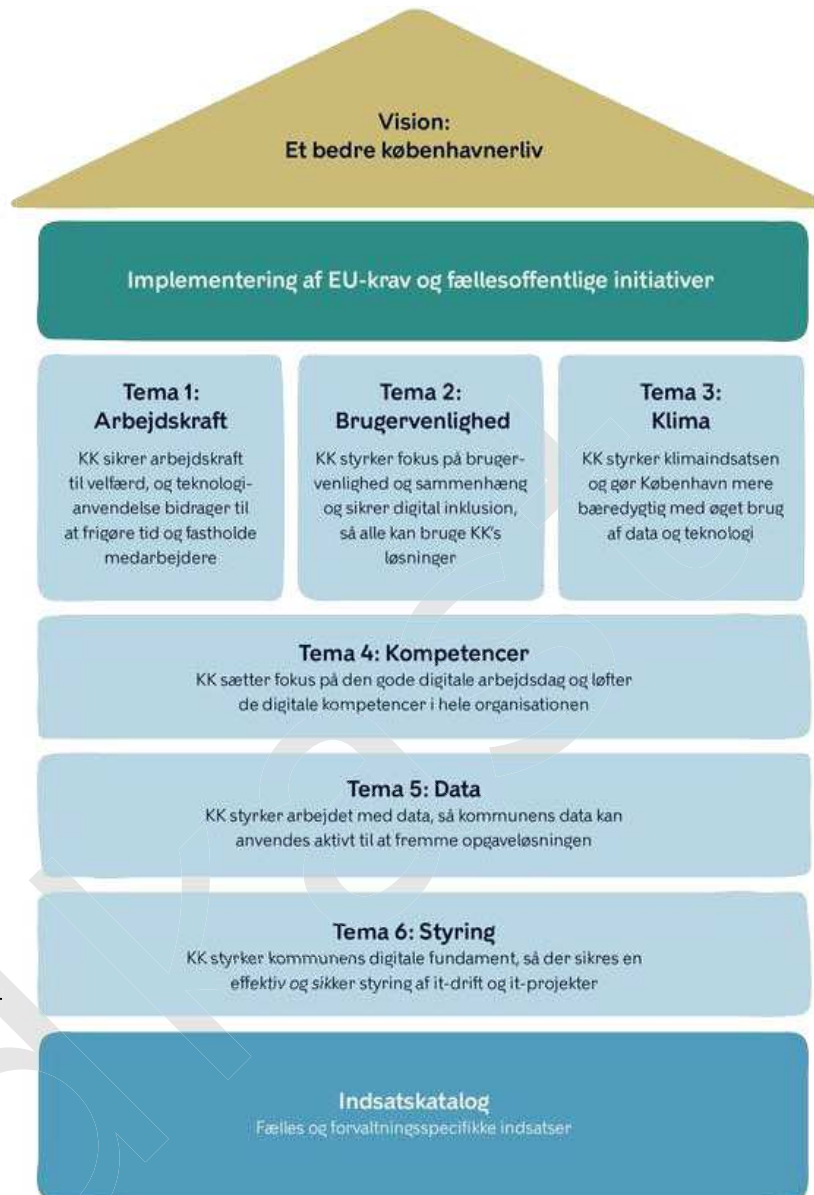 Vision:
Et bedre københavnerliv
Implementering af EU-krav og fællesoffentlige initiativer
Tema 1:
Arbejdskraft
KK sikrer arbejdskraft
til velfærd, og teknologi-
anvendelse bidrager til
at frigøre tid og fastholde
medarbejdere
Tema 2:
Brugervenlighed
KK styrker fokus på bruger-
venlighed og sammenhæng
og sikrer digital inklusion,
så alle kan bruge KK's
løsninger
Tema 3:
Klima
KK styrker klimaindsatsen
og gør København mere
bæredygtig med øget brug
af data og teknologi
Tema 4: Kompetencer
KK sætter fokus på den gode digitale arbejdsdag og løfter
de digitale kompetencer i hele organisationen
Tema 5: Data
KK styrker arbejdet med data, så kommunens data kan
anvendes aktivt til at fremme opgaveløsningen
Tema 6: Styring
KK styrker kommunens digitale fundament, så der sikres en
effektiv og sikker styring af it-drift og it-projekter
Indsatskatalog
Fælles og forvaltningsspecifikke indsatser